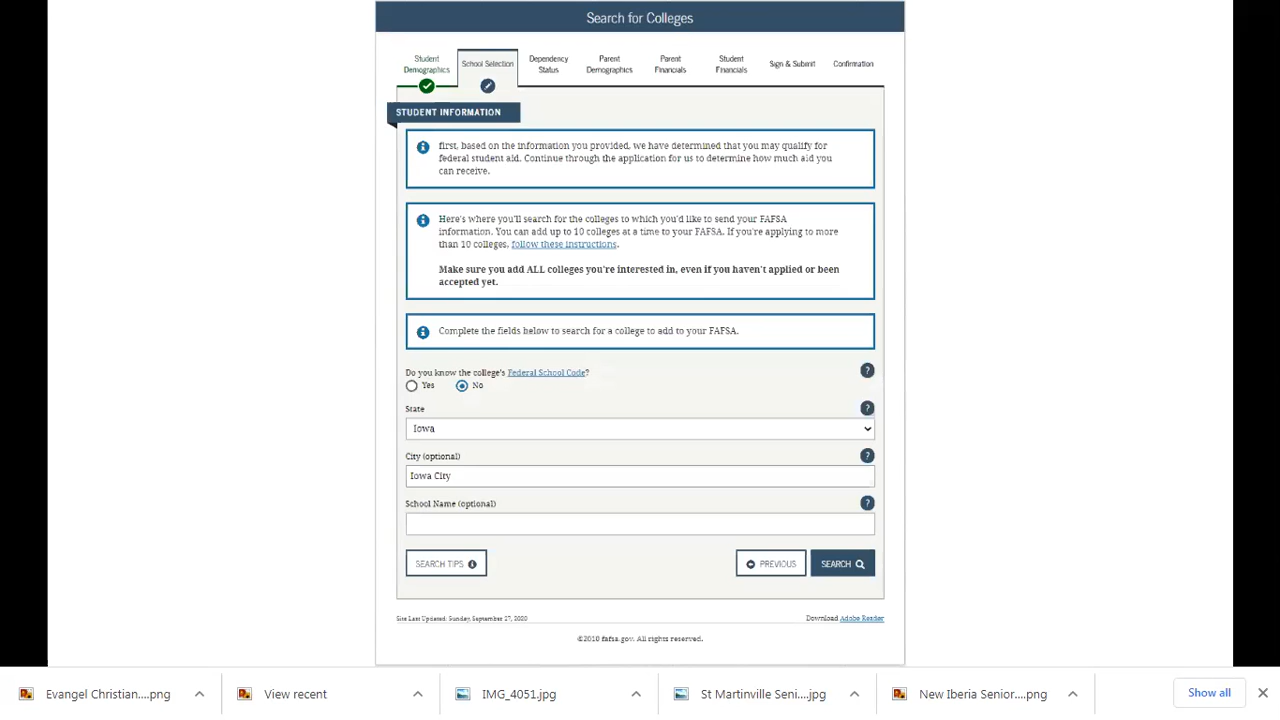 Search for Colleges
Student
Demographics
School Selection
Dependency
Status
Parent
Demographics
Parent
Financials
Student
Financials
Sign & Submit
Confirmation
STUDENT INFORMATION
first, based on the information you provided, we have determined that you may qualify for
federal student aid. Continue through the application for us to determine how much aid you
can receive.
Here's where you'll search for the colleges to which you'd like to send your FAFSA
information. You can add up to 10 colleges at a time to your FAFSA. If you're applying to more
than 10 colleges, follow these instructions.
Make sure you add ALL colleges you're interested in, even if you haven't applied or been
accepted yet.
Complete the fields below to search for a college to add to your FAFSA.
Do you know the college's Federal School Code?
Yes No
State
Iowa
City (optional)
Iowa City
School Name (optional)
SEARCH TIPS PREVIOUS SEARCH
Site Last Updated: Sunday, September 27, 2020 Download Adobe Reader
©2010 fafsa.gov. All rights reserved.
Evangel Christian....png View recent IMG_4051.jpg St Martinville Seni....jpg New Iberia Senior....png Show all